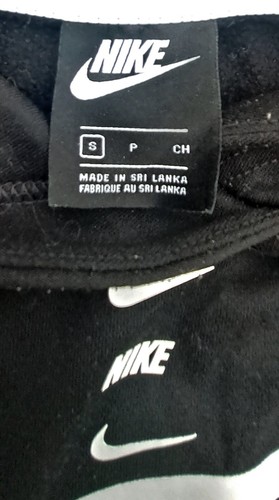 NIKE
S P CH
MADE IN SRI LANKA
FABRIQUE AU SRI LANKA
NIKE